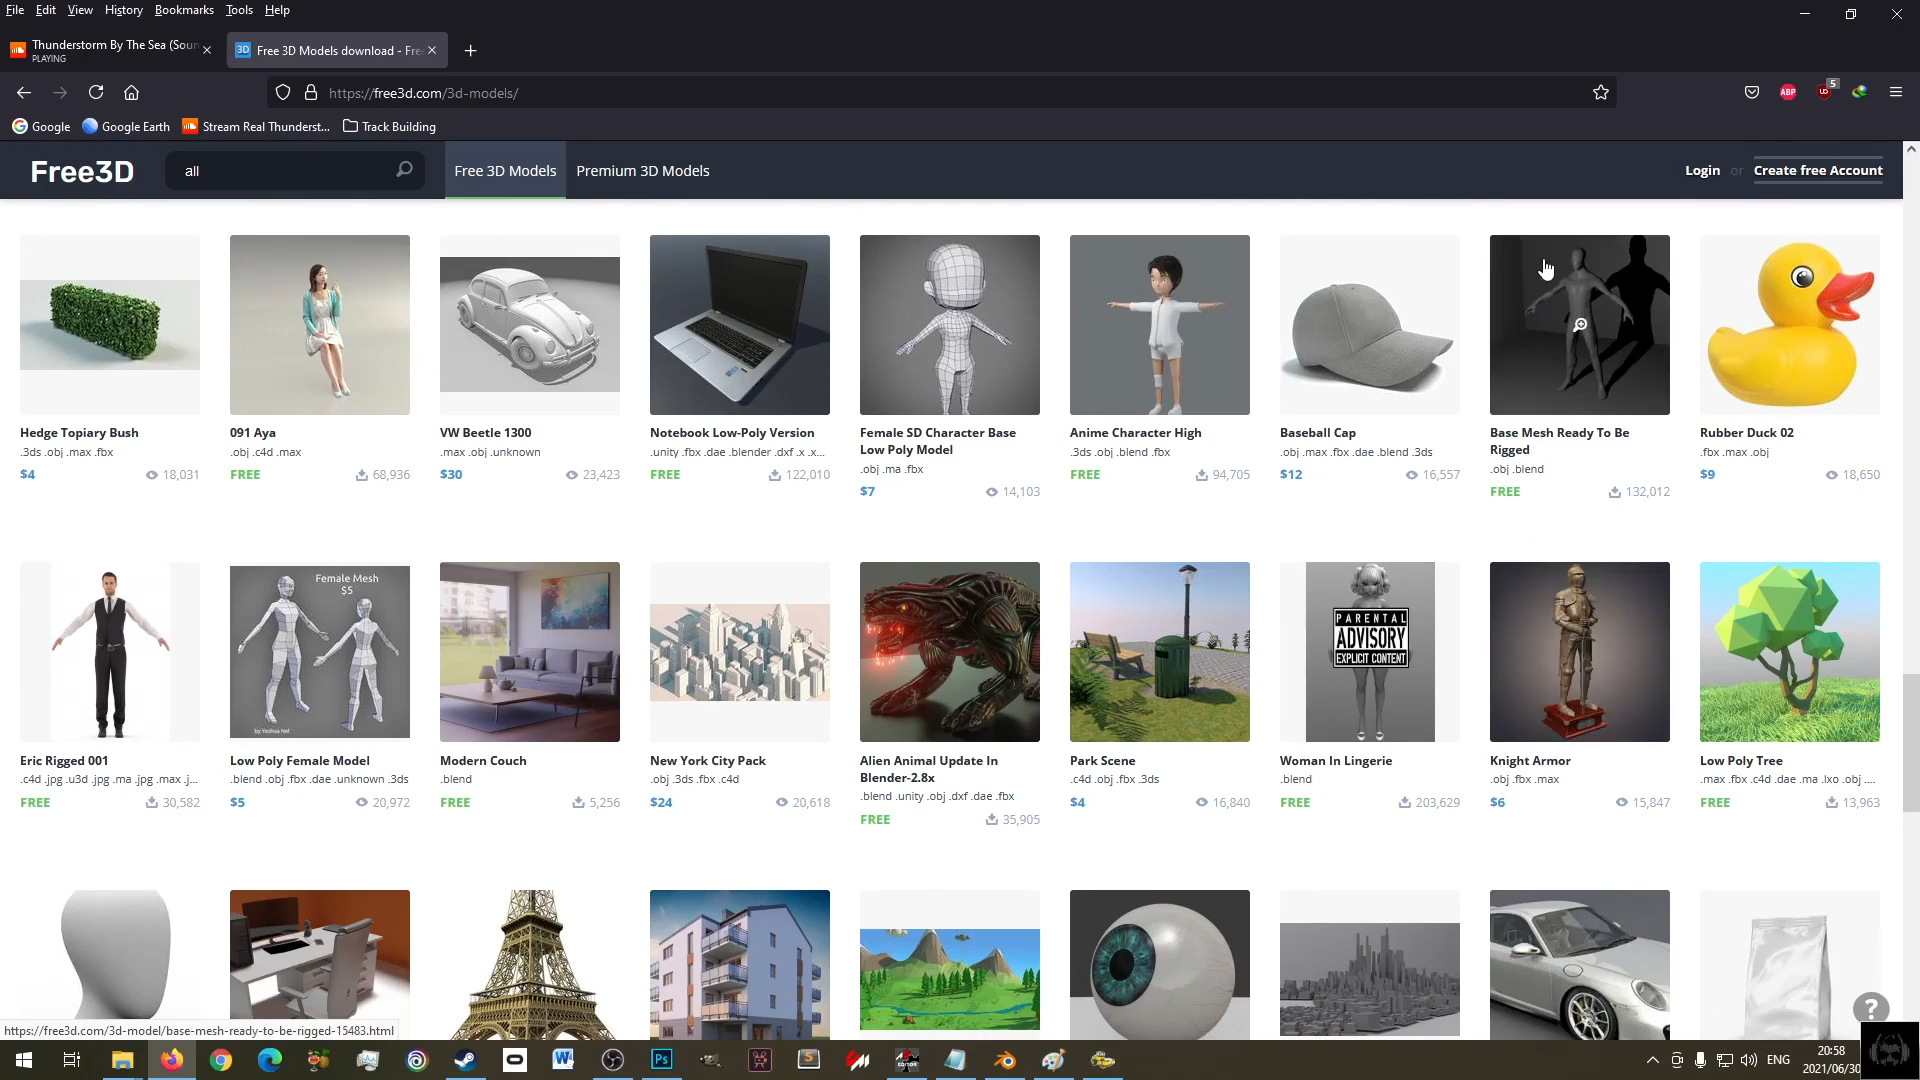 File Edit View History Bookmarks Tools Help
Thunderstorm By The Sea (Soun
PLAYING
3D Free 3D Models download - Fre
https://free3d.com/3d-models/
ABP
5
Google Google Earth Stream Real Thunderst... Track Building
Free3D all Free 3D Models Premium 3D Models Login or Create free Account
Hedge Topiary Bush
.3ds .obj .max .fbx
$4 18,031
091 Aya
.obj .c4d .max
FREE 68,936
VW Beetle 1300
.max .obj .unknown
$30 23,423
Notebook Low-Poly Version
.unity .fbx .dae .blender .dxf .x .x...
FREE 122,010
Female SD Character Base
Low Poly Model
.obj .ma .fbx
$7 14,103
Anime Character High
.3ds .obj .blend .fbx
FREE 94,705
Baseball Cap
.obj .max .fbx .dae .blend .3ds
$12 16,557
Base Mesh Ready To Be
Rigged
.obj .blend
FREE 132,012
Rubber Duck 02
.fbx .max .obj
$9 18,650
Eric Rigged 001
.c4d .jpg .u3d .jpg .ma .jpg .max .j...
FREE 30,582
Female Mesh
$5
by Yeshua Nel
Low Poly Female Model
.blend .obj .fbx .dae .unknown .3ds
$5 20,972
Modern Couch
.blend
FREE 5,256
New York City Pack
.obj .3ds .fbx .c4d
$24 20,618
Alien Animal Update In
Blender-2.8x
.blend .unity .obj .dxf .dae .fbx
FREE 35,905
Park Scene
.c4d .obj .fbx .3ds
$4 16,840
PARENTAL
ADVISORY
EXPLICIT CONTENT
Woman In Lingerie
.blend
FREE 203,629
Knight Armor
.obj .fbx .max
$6 15,847
Low Poly Tree
.max .fbx .c4d .dae .ma .lxo .obj ....
FREE 13,963
?
https://free3d.com/3d-model/base-mesh-ready-to-be-rigged-15483.html
W
Ps
S
EDITOR
ENG
20:58
2021/06/30